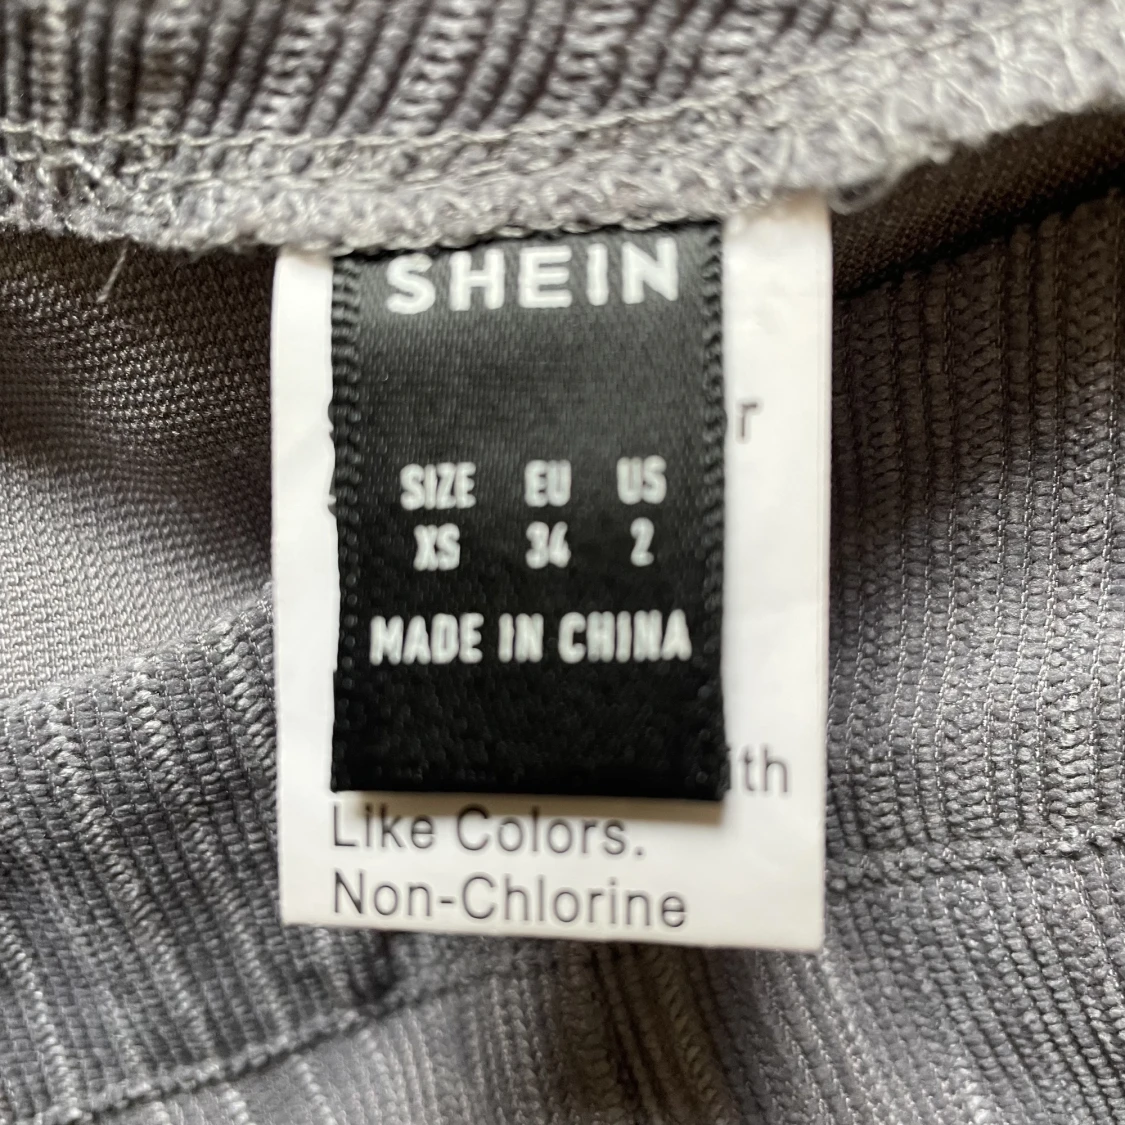 SHEIN
r
SIZE EU US
XS 34 2
MADE IN CHINA
ith
Like Colors.
Non-Chlorine